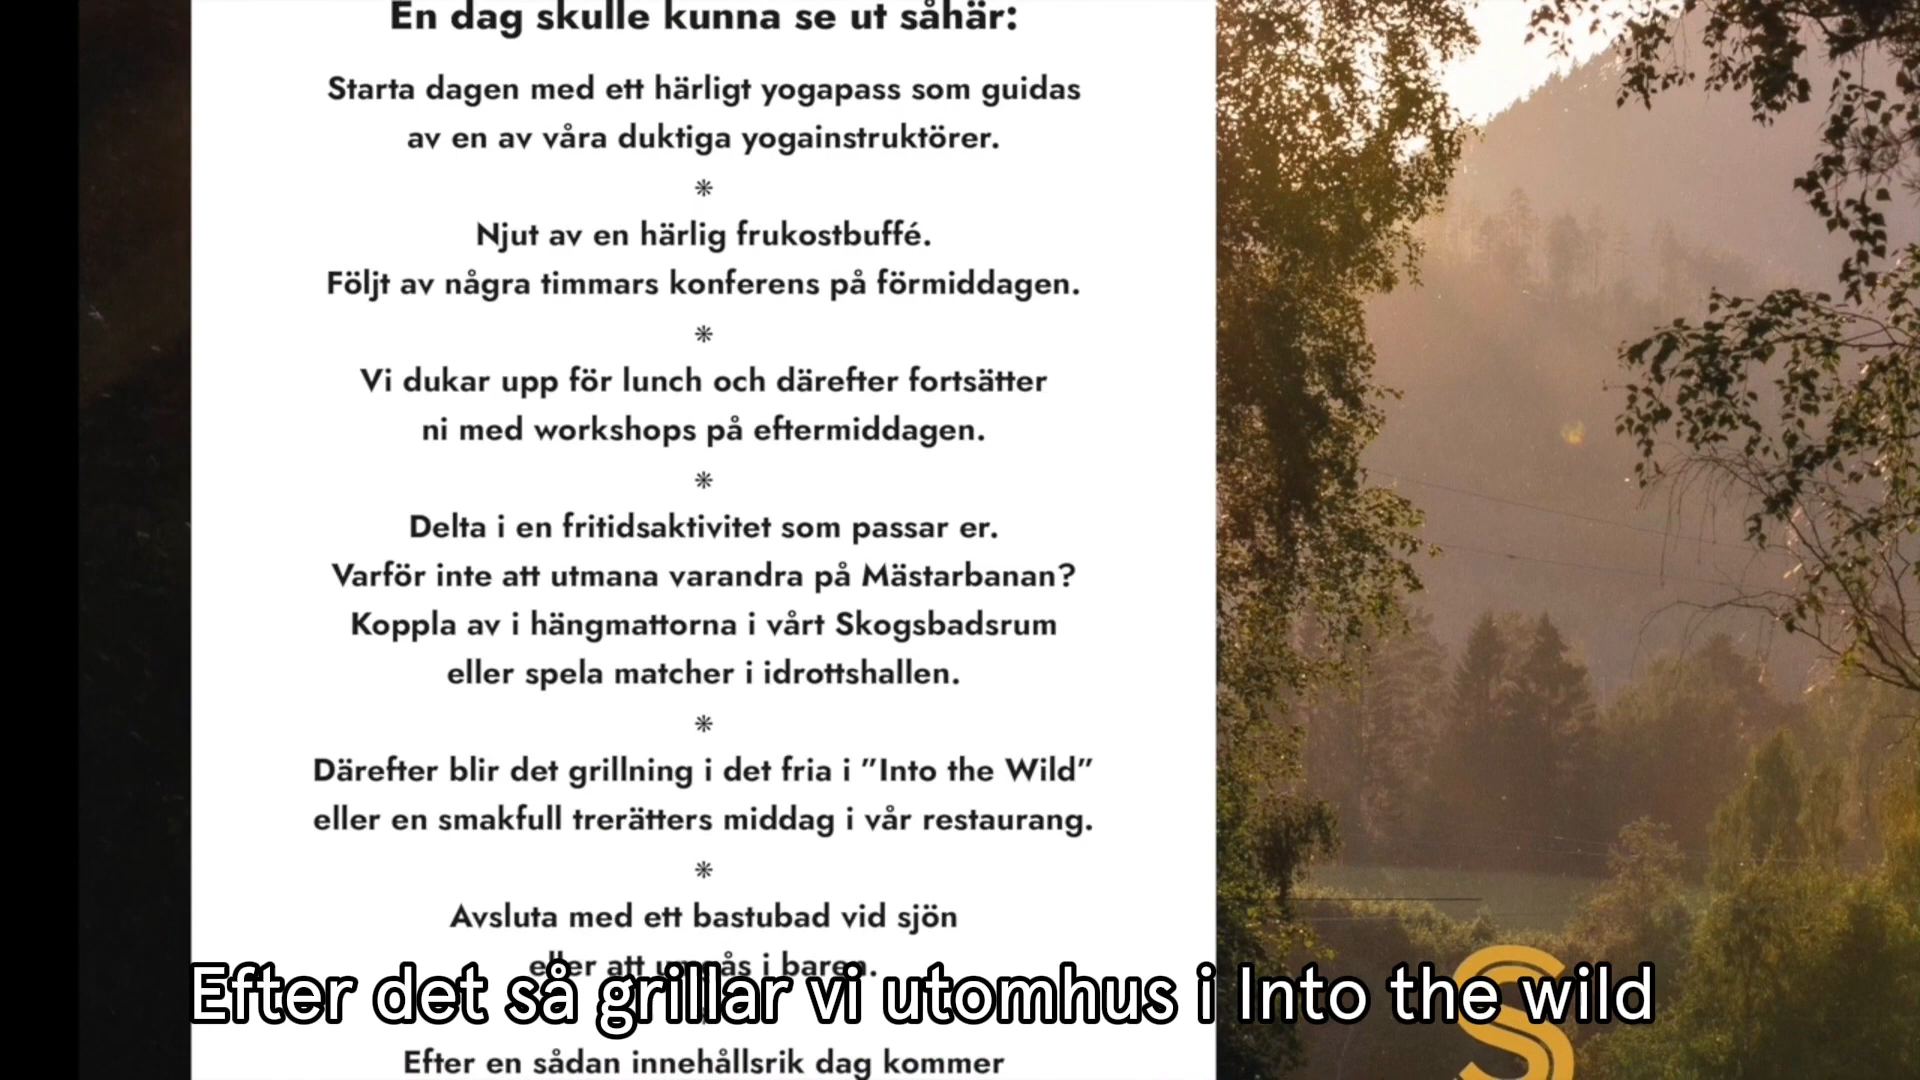 En dag skulle kunna se ut såhär:
Starta dagen med ett härligt yogapass som guidas
av en av våra duktiga yogainstruktörer.
Njut av en härlig frukostbuffé.
Följt av några timmars konferens på förmiddagen.
Vi dukar upp för lunch och därefter fortsätter
ni med workshops på eftermiddagen.
Delta i en fritidsaktivitet som passar er.
Varför inte att utmana varandra på Mästarbanan?
Koppla av i hängmattorna i vårt Skogsbadsrum
eller spela matcher i idrottshallen.
Därefter blir det grillning i det fria i ”Into the Wild”
eller en smakfull trerätters middag i vår restaurang.
Avsluta med ett bastubad vid sjön
eller att umgås i baren.
Efter det så grillar vi utomhus i Into the wild
Efter en sådan innehållsrik dag kommer